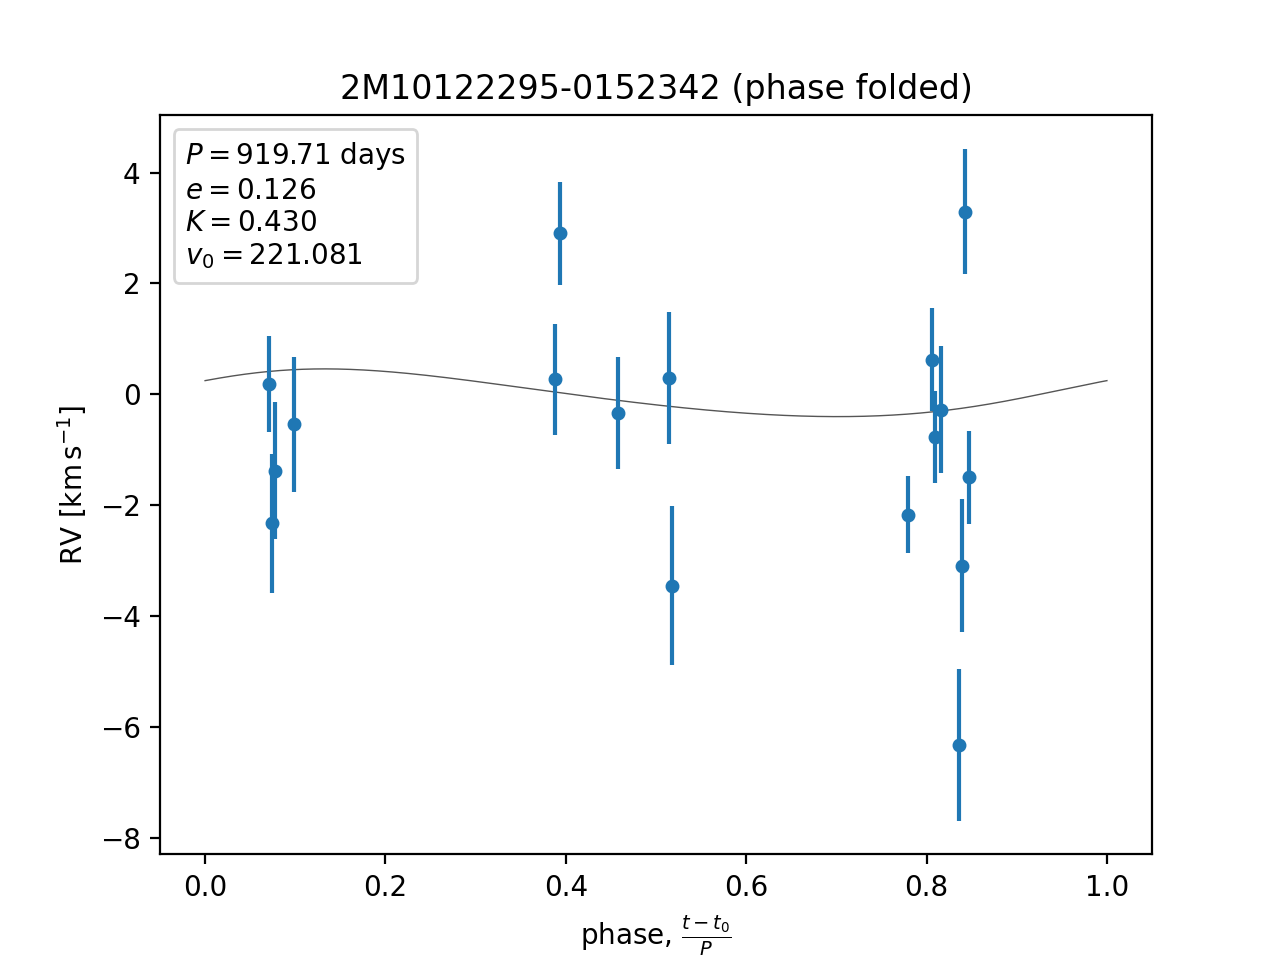 2M10122295-0152342 (phase folded)
P = 919.71 days
e = 0.126
K = 0.430
v₀ = 221.081
4
2
0
−2
−4
−6
−8
RV [km s⁻¹]
0.0 0.2 0.4 0.6 0.8 1.0
phase, (t − t₀)/P